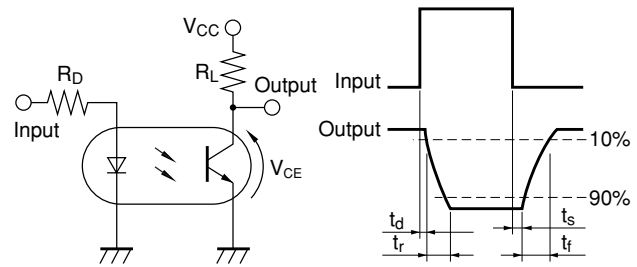 V_CC
R_D
R_L
Output
Input
V_CE
Input
Output
10%
90%
t_d
t_s
t_r
t_f